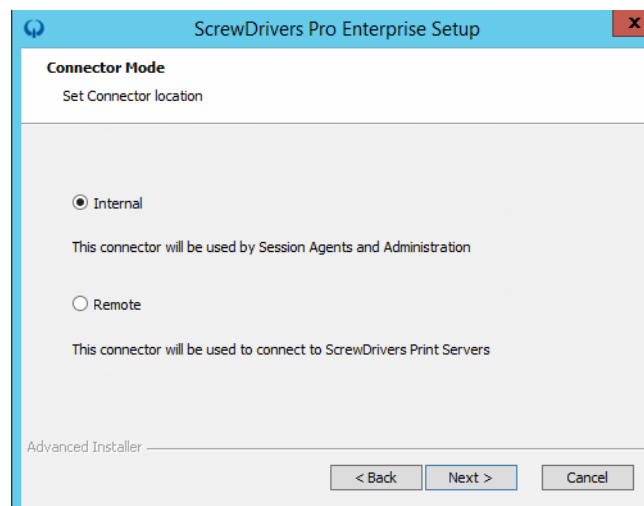 ScrewDrivers Pro Enterprise Setup
x
Connector Mode
Set Connector location
Internal
This connector will be used by Session Agents and Administration
Remote
This connector will be used to connect to ScrewDrivers Print Servers
Advanced Installer
< Back Next > Cancel